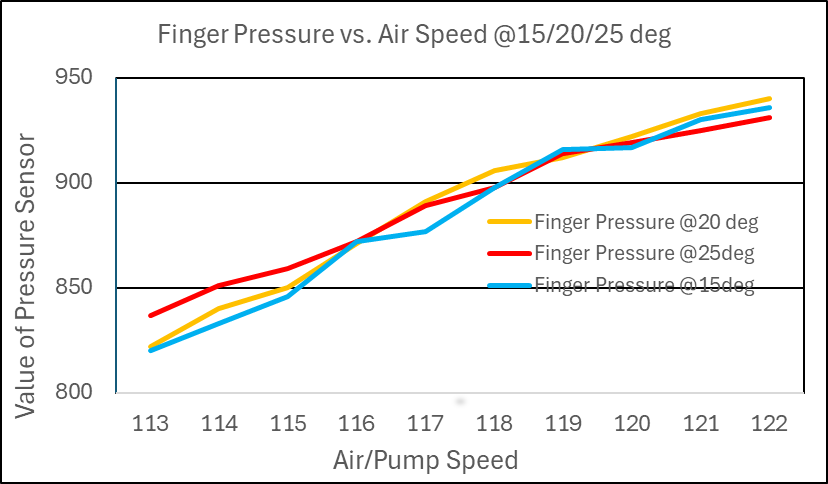 Finger Pressure vs. Air Speed @15/20/25 deg
Value of Pressure Sensor
950
900
850
800
Finger Pressure @20 deg
Finger Pressure @25deg
Finger Pressure @15deg
113 114 115 116 117 118 119 120 121 122
Air/Pump Speed